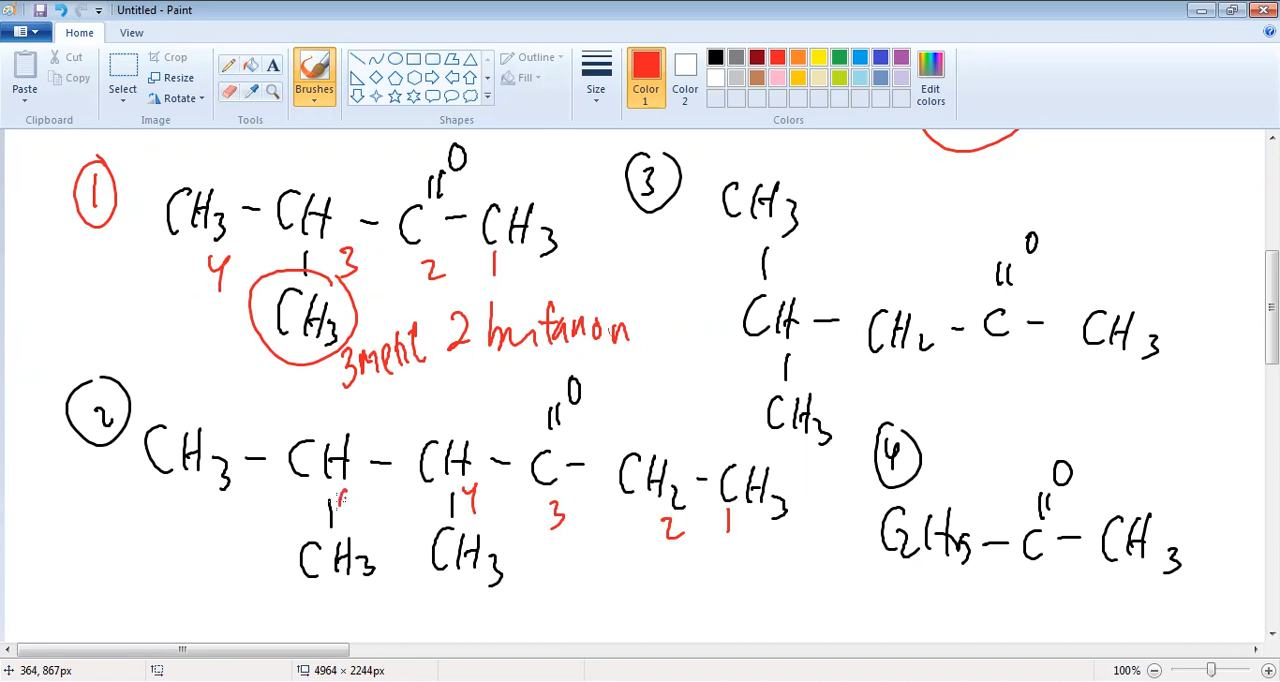 Untitled - Paint
Home View
Paste
Cut
Copy
Clipboard
Select
Crop
Resize
Rotate
Image
Tools
Brushes
Shapes
Outline
Fill
Size
Color 1
Color 2
Edit colors
Colors
1
O
CH3 - CH - C = CH3
4 3 2 1
CH3
3 metil 2 butanon
2
O
CH3 - CH - CH - C - CH2 - CH3
4 3 2 1
CH3 CH3
3
CH3
O
CH - CH2 - C - CH3
CH3
4
O
C2H5 - C - CH3
364, 867px
4964 × 2244px
100%